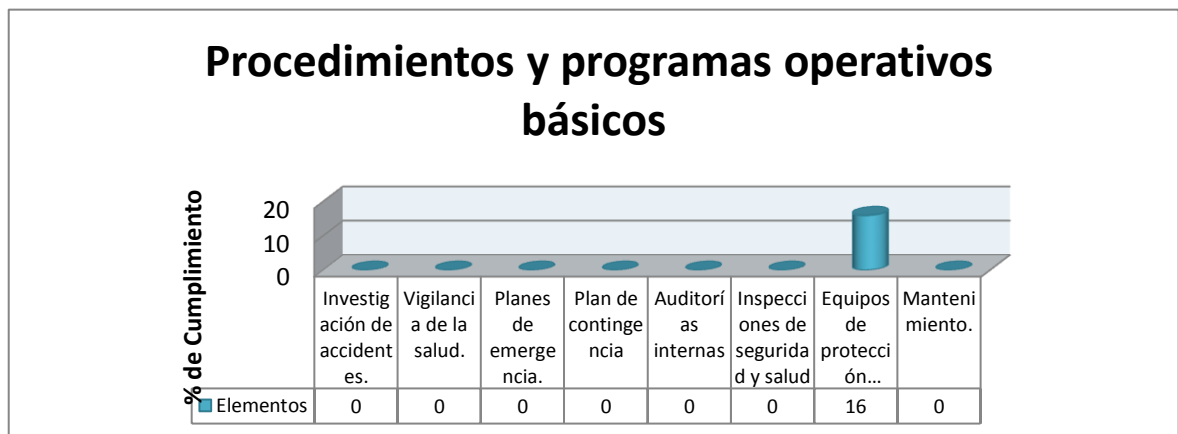 Procedimientos y programas operativos
básicos
% de Cumplimiento
20
10
0
Investig
ación de
accident
es.
Vigilanci
a de la
salud.
Planes
de
emerge
ncia.
Plan de
continge
ncia
Auditorí
as
internas
Inspecci
ones de
segurida
d y salud
Equipos
de
protecci
ón...
Manteni
miento.
Elementos 0 0 0 0 0 0 16 0